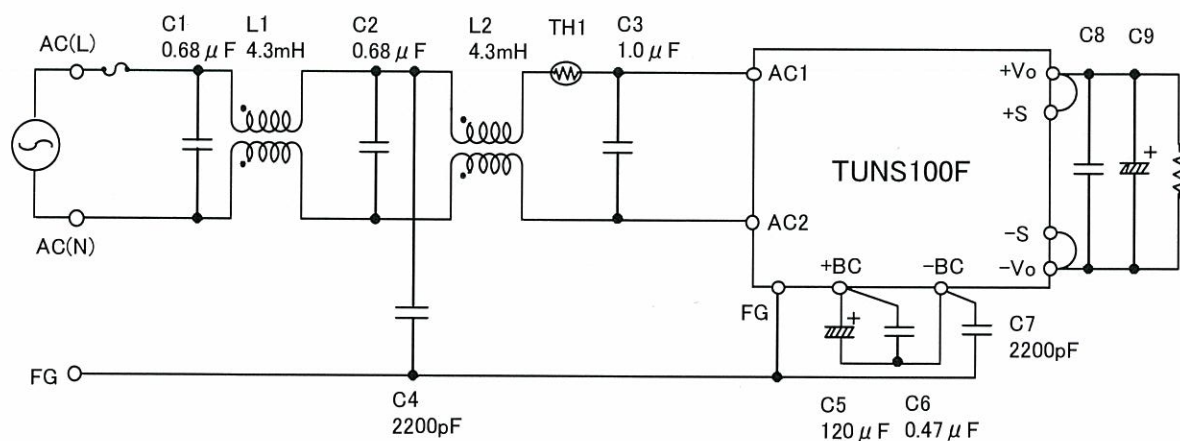 C1
0.68μF
L1
4.3mH
C2
0.68μF
L2
4.3mH
TH1
C3
1.0μF
C8
C9
AC(L)
AC1
+Vo
+S
+
TUNS100F
AC2
-S
-Vo
AC(N)
+BC
-BC
FG
+
C7
2200pF
FG
C4
2200pF
C5
120μF
C6
0.47μF